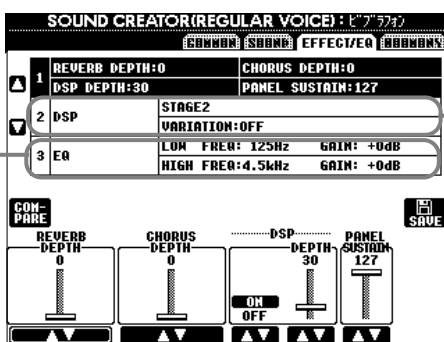 SOUND CREATOR(REGULAR VOICE) : ﾋﾞﾌﾞﾗﾌｫﾝ
COMMON SOUND EFFECT/EQ HARMONY
1 REVERB DEPTH:0 CHORUS DEPTH:0
DSP DEPTH:30 PANEL SUSTAIN:127
2 DSP STAGE2
VARIATION:OFF
3 EQ LOW FREQ: 125Hz GAIN: +0dB
HIGH FREQ:4.5kHz GAIN: +0dB
COM-
PARE
SAVE
REVERB DEPTH 0
CHORUS DEPTH 0
DSP
DEPTH 30
ON
OFF
PANEL SUSTAIN 127